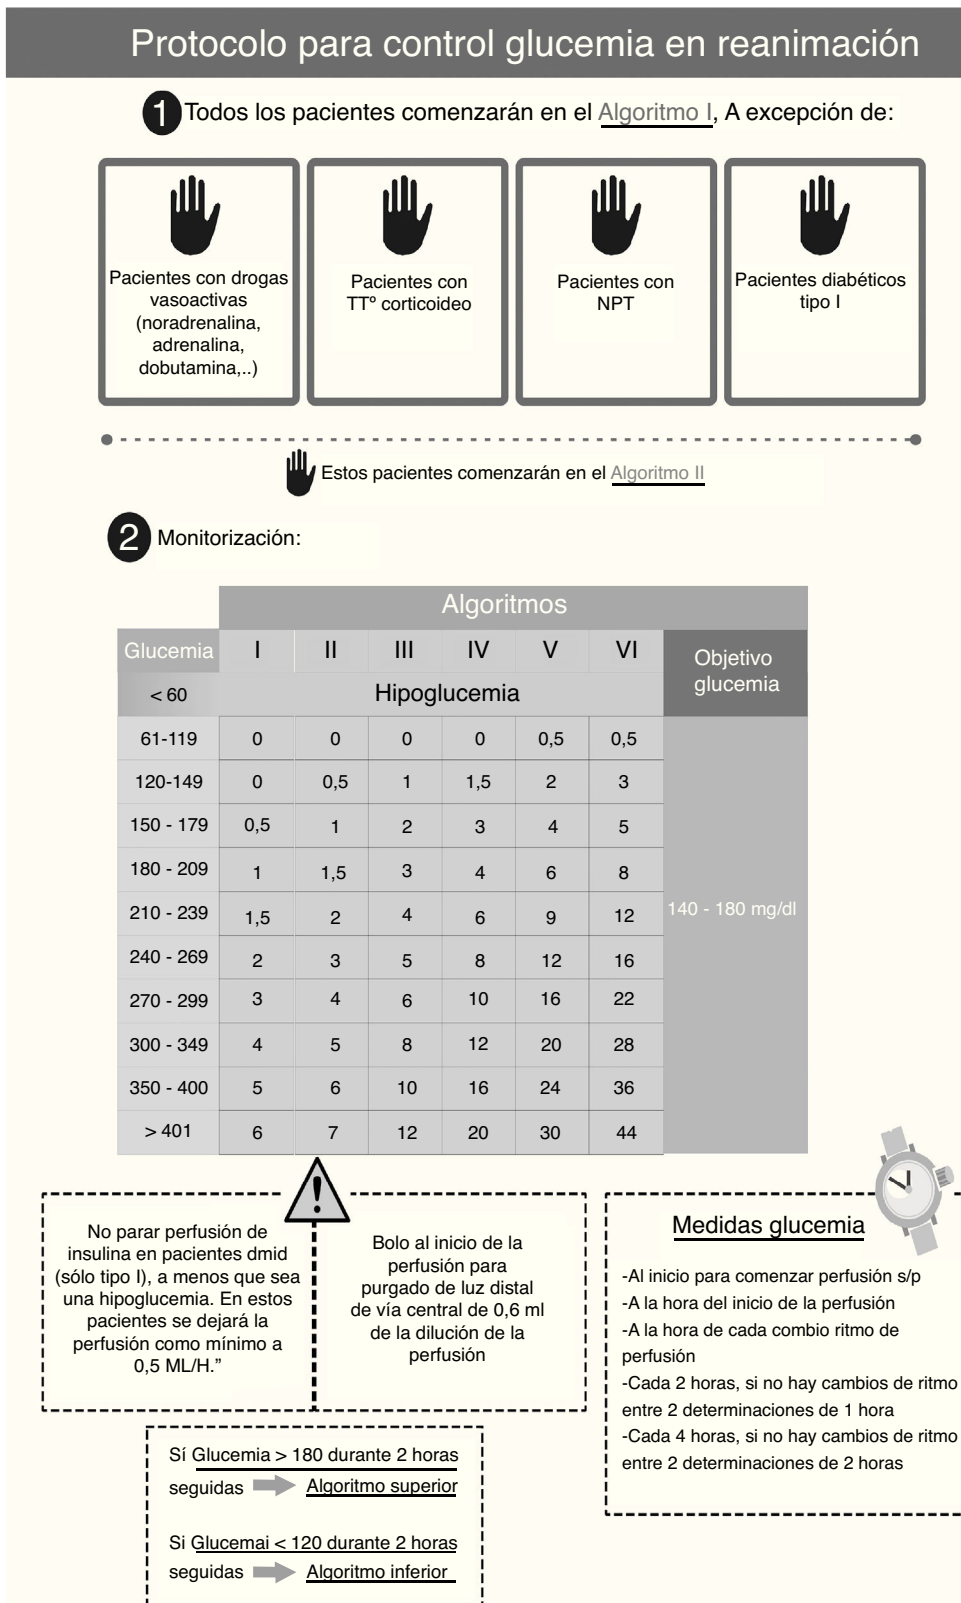 Protocolo para control glucemia en reanimación
1 Todos los pacientes comenzarán en el Algoritmo I, A excepción de:
Pacientes con drogas
vasoactivas
(noradrenalina,
adrenalina,
dobutamina,..)
Pacientes con
TTº corticoideo
Pacientes con
NPT
Pacientes diabéticos
tipo I
Estos pacientes comenzarán en el Algoritmo II
2 Monitorización:
Algoritmos
Glucemia I II III IV V VI Objetivo
glucemia
< 60 Hipoglucemia
61-119 0 0 0 0 0,5 0,5
120-149 0 0,5 1 1,5 2 3
150 - 179 0,5 1 2 3 4 5
180 - 209 1 1,5 3 4 6 8
210 - 239 1,5 2 4 6 9 12 140 - 180 mg/dl
240 - 269 2 3 5 8 12 16
270 - 299 3 4 6 10 16 22
300 - 349 4 5 8 12 20 28
350 - 400 5 6 10 16 24 36
> 401 6 7 12 20 30 44
!
No parar perfusión de
insulina en pacientes dmid
(sólo tipo I), a menos que sea
una hipoglucemia. En estos
pacientes se dejará la
perfusión como mínimo a
0,5 ML/H.”
Bolo al inicio de la
perfusión para
purgado de luz distal
de vía central de 0,6 ml
de la dilución de la
perfusión
Medidas glucemia
-Al inicio para comenzar perfusión s/p
-A la hora del inicio de la perfusión
-A la hora de cada combio ritmo de
perfusión
-Cada 2 horas, si no hay cambios de ritmo
entre 2 determinaciones de 1 hora
-Cada 4 horas, si no hay cambios de ritmo
entre 2 determinaciones de 2 horas
Sí Glucemia > 180 durante 2 horas
seguidas Algoritmo superior
Si Glucemai < 120 durante 2 horas
seguidas Algoritmo inferior